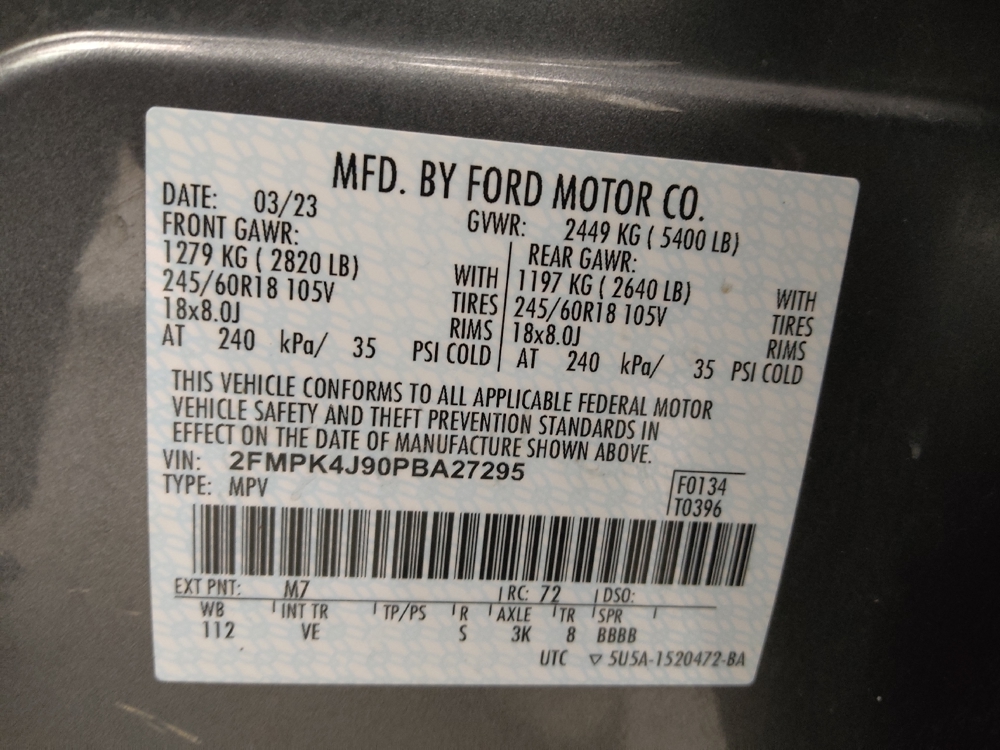 MFD. BY FORD MOTOR CO.
DATE: 03/23 GVWR: 2449 KG ( 5400 LB)
FRONT GAWR: REAR GAWR:
1279 KG ( 2820 LB) WITH 1197 KG ( 2640 LB) WITH
245/60R18 105V TIRES 245/60R18 105V TIRES
18x8.0J RIMS 18x8.0J RIMS
AT 240 kPa/ 35 PSI COLD AT 240 kPa/ 35 PSI COLD
THIS VEHICLE CONFORMS TO ALL APPLICABLE FEDERAL MOTOR
VEHICLE SAFETY AND THEFT PREVENTION STANDARDS IN
EFFECT ON THE DATE OF MANUFACTURE SHOWN ABOVE.
VIN: 2FMPK4J90PBA27295
TYPE: MPV
F0134
T0396
EXT PNT: M7 RC: 72 DSO:
WB INT TR TP/PS R AXLE TR SPR
112 VE S 3K 8 BBBB
UTC ▽ 5U5A-1520472-BA